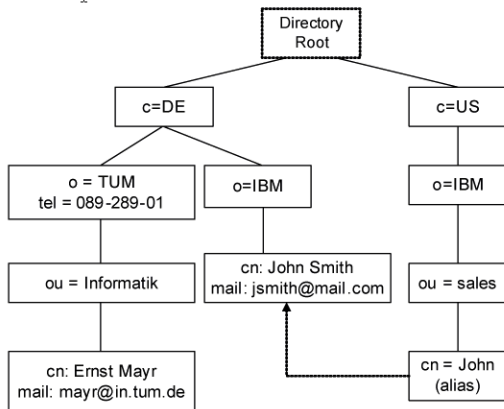 Directory
Root
c=DE
c=US
o = TUM
tel = 089-289-01
o=IBM
o=IBM
ou = Informatik
cn: John Smith
mail: jsmith@mail.com
ou = sales
cn: Ernst Mayr
mail: mayr@in.tum.de
cn = John
(alias)